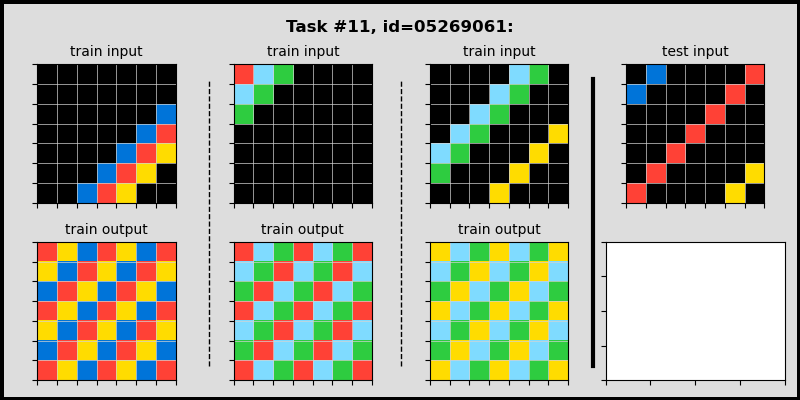 Task #11, id=05269061:
train input
train input
train input
test input
train output
train output
train output